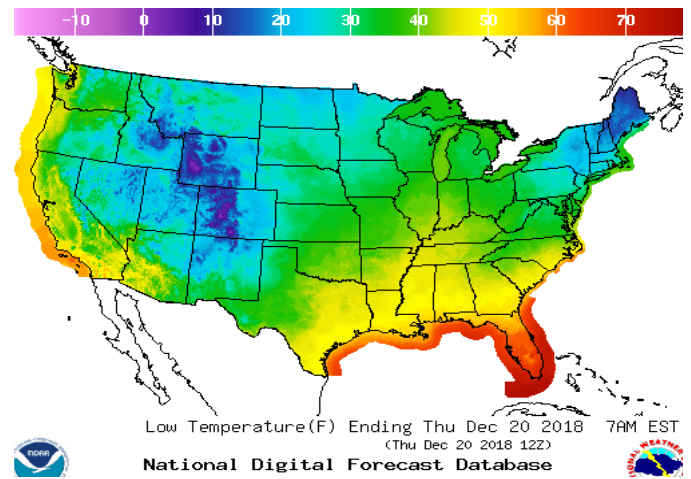 -10 0 10 20 30 40 50 60 70
Low Temperature(F) Ending Thu Dec 20 2018 7AM EST
(Thu Dec 20 2018 12Z)
National Digital Forecast Database
noaa